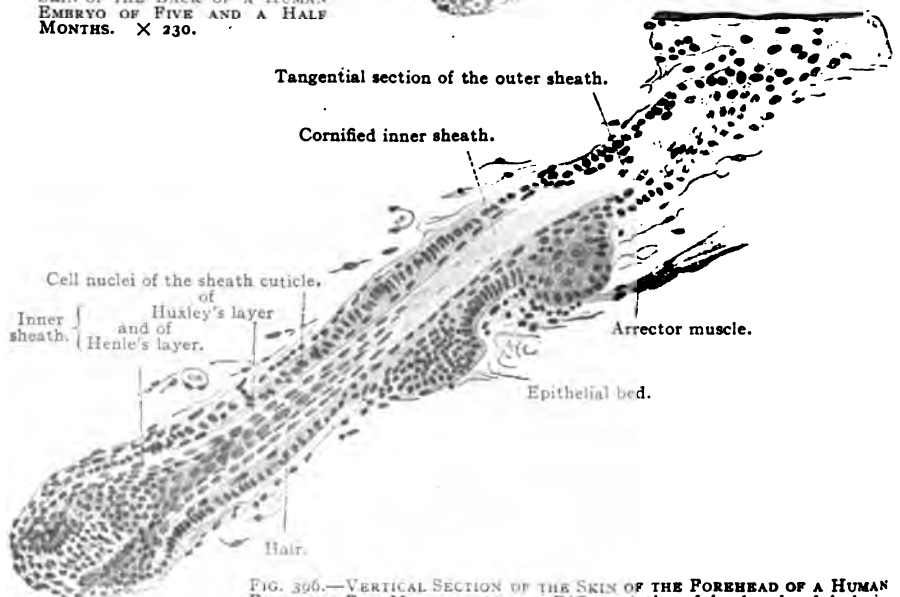 EMBRYO OF FIVE AND A HALF
MONTHS. × 230.
Tangential section of the outer sheath.
Cornified inner sheath.
Cell nuclei of the sheath cuticle,
of
Huxley's layer
and of
Henle's layer.
Inner
sheath.
Arrector muscle.
Epithelial bed.
Hair.
FIG. 396.—VERTICAL SECTION OF THE SKIN OF THE FOREHEAD OF A HUMAN